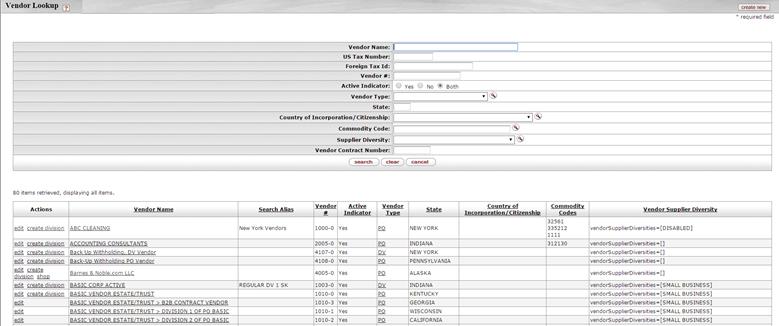 Vendor Lookup ?
create new
* required field
Vendor Name:
US Tax Number:
Foreign Tax Id:
Vendor #:
Active Indicator: Yes No Both
Vendor Type:
State:
Country of Incorporation/Citizenship:
Commodity Code:
Supplier Diversity:
Vendor Contract Number:
search clear cancel
80 items retrieved, displaying all items.
Actions Vendor Name Search Alias Vendor # Active Indicator Vendor Type State Country of Incorporation/Citizenship Commodity Codes Vendor Supplier Diversity
edit create division ABC CLEANING New York Vendors 1000-0 Yes PO NEW YORK 32561 335212 1111 vendorSupplierDiversities=[DISABLED]
edit create division ACCOUNTING CONSULTANTS 2005-0 Yes PO INDIANA 312130 vendorSupplierDiversities=[]
edit create division Back Up Withholding, DV Vendor 4107-0 Yes DV NEW YORK vendorSupplierDiversities=[]
edit create division Back-Up Withholding PO Vendor 4108-0 Yes PO PENNSYLVANIA vendorSupplierDiversities=[]
edit create division shop Barnes & Noble.com LLC 4005-0 Yes PO ALASKA vendorSupplierDiversities=[]
edit create division BASIC CORP ACTIVE REGULAR DV 1 SK 1003-0 Yes DV INDIANA vendorSupplierDiversities=[SMALL BUSINESS]
edit create division BASIC VENDOR ESTATE/TRUST 1010-0 Yes PO KENTUCKY vendorSupplierDiversities=[SMALL BUSINESS]
edit BASIC VENDOR ESTATE/TRUST > B2B CONTRACT VENDOR 1010-3 Yes PO GEORGIA vendorSupplierDiversities=[SMALL BUSINESS]
edit BASIC VENDOR ESTATE/TRUST > DIVISION 1 OF PO BASIC 1010-1 Yes PO WISCONSIN vendorSupplierDiversities=[SMALL BUSINESS]
edit BASIC VENDOR ESTATE/TRUST > DIVISION 2 OF PO BASIC 1010-2 Yes PO CALIFORNIA vendorSupplierDiversities=[SMALL BUSINESS]